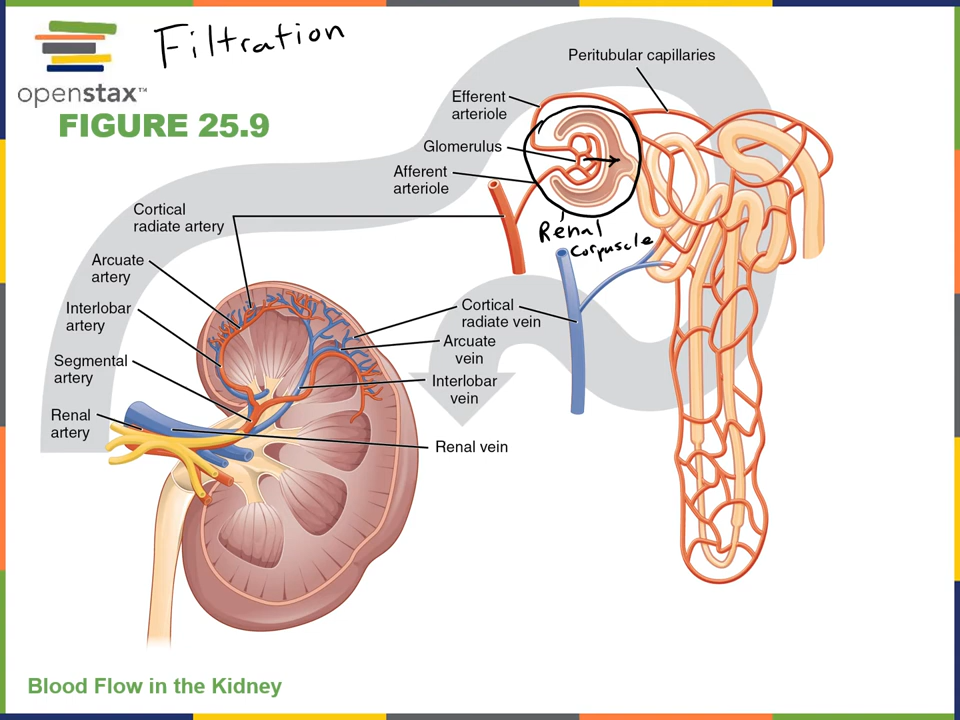 Filtration
openstax™
FIGURE 25.9
Peritubular capillaries
Efferent
arteriole
Glomerulus
Afferent
arteriole
Renal
corpuscle
Cortical
radiate artery
Arcuate
artery
Interlobar
artery
Segmental
artery
Renal
artery
Cortical
radiate vein
Arcuate
vein
Interlobar
vein
Renal vein
Blood Flow in the Kidney